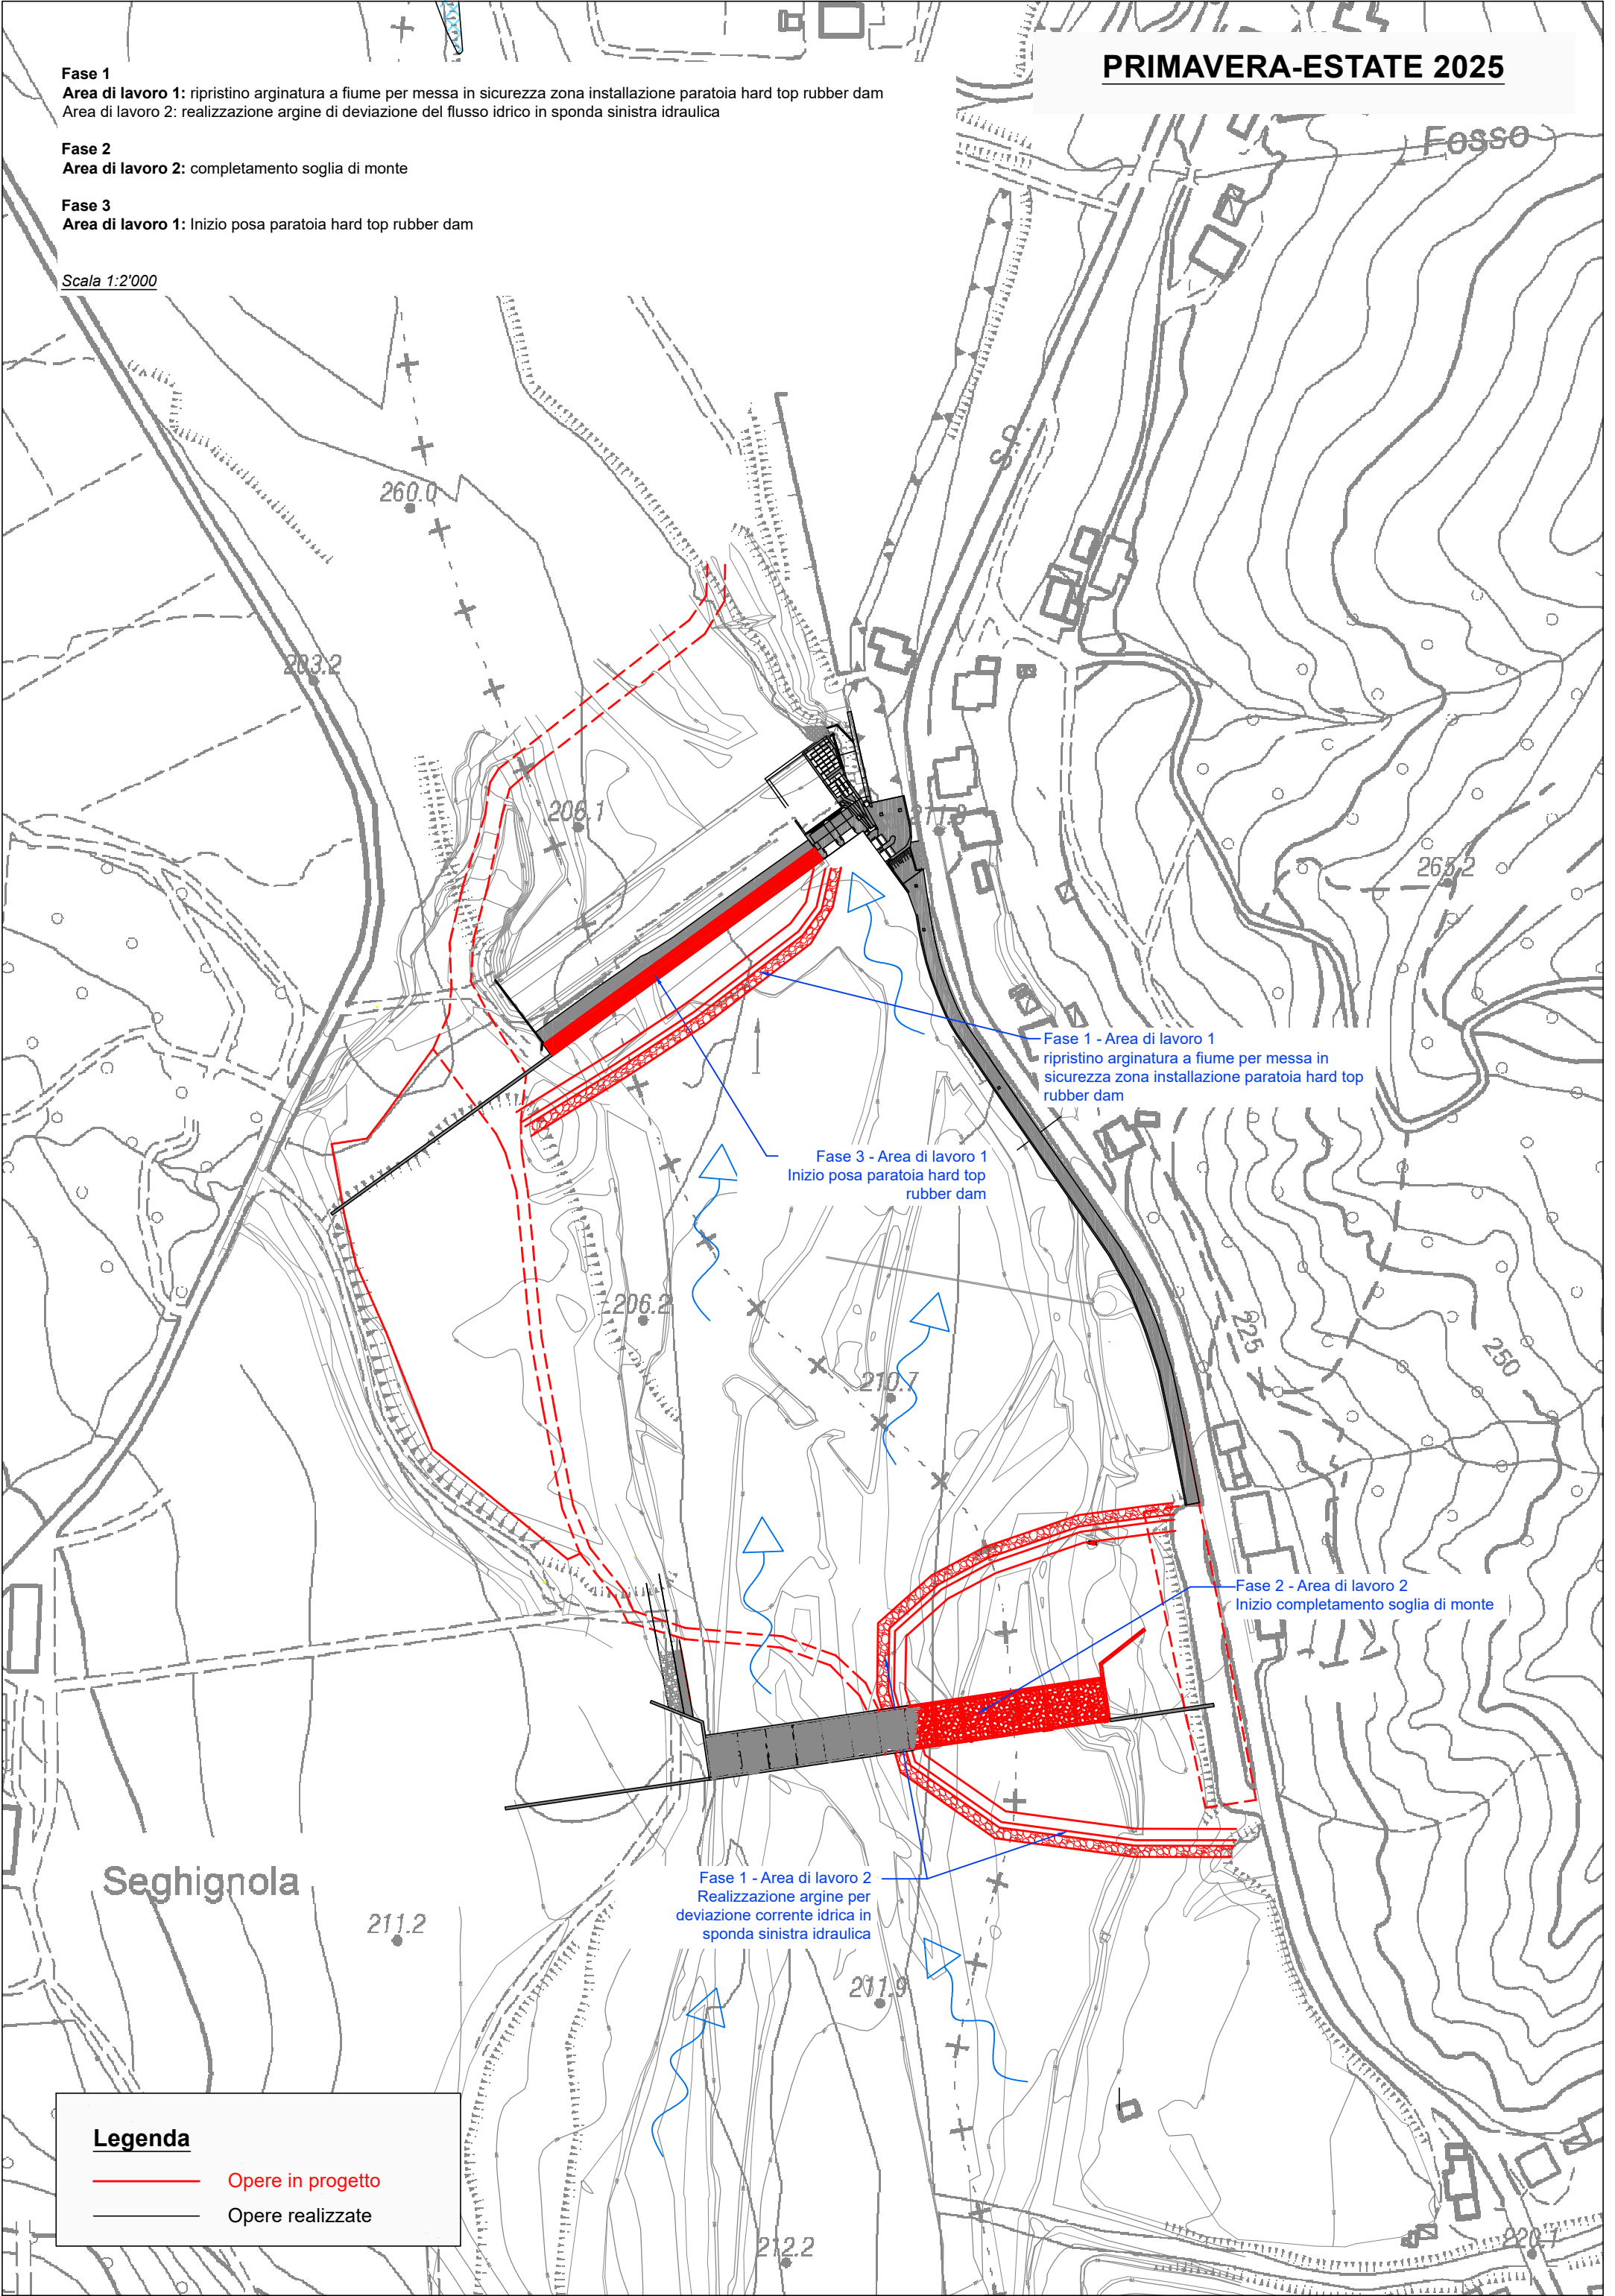 PRIMAVERA-ESTATE 2025
Fase 1
Area di lavoro 1: ripristino arginatura a fiume per messa in sicurezza zona installazione paratoia hard top rubber dam
Area di lavoro 2: realizzazione argine di deviazione del flusso idrico in sponda sinistra idraulica
Fase 2
Area di lavoro 2: completamento soglia di monte
Fase 3
Area di lavoro 1: Inizio posa paratoia hard top rubber dam
Scala 1:2'000
Fosso
S.P.
260.0
203.2
206.1
211.8
265.2
Fase 1 - Area di lavoro 1
ripristino arginatura a fiume per messa in
sicurezza zona installazione paratoia hard top
rubber dam
Fase 3 - Area di lavoro 1
Inizio posa paratoia hard top
rubber dam
206.2
225
250
210.7
Fase 2 - Area di lavoro 2
Inizio completamento soglia di monte
Fase 1 - Area di lavoro 2
Realizzazione argine per
deviazione corrente idrica in
sponda sinistra idraulica
Seghignola
211.2
211.9
212.2
220.1
Legenda
Opere in progetto
Opere realizzate